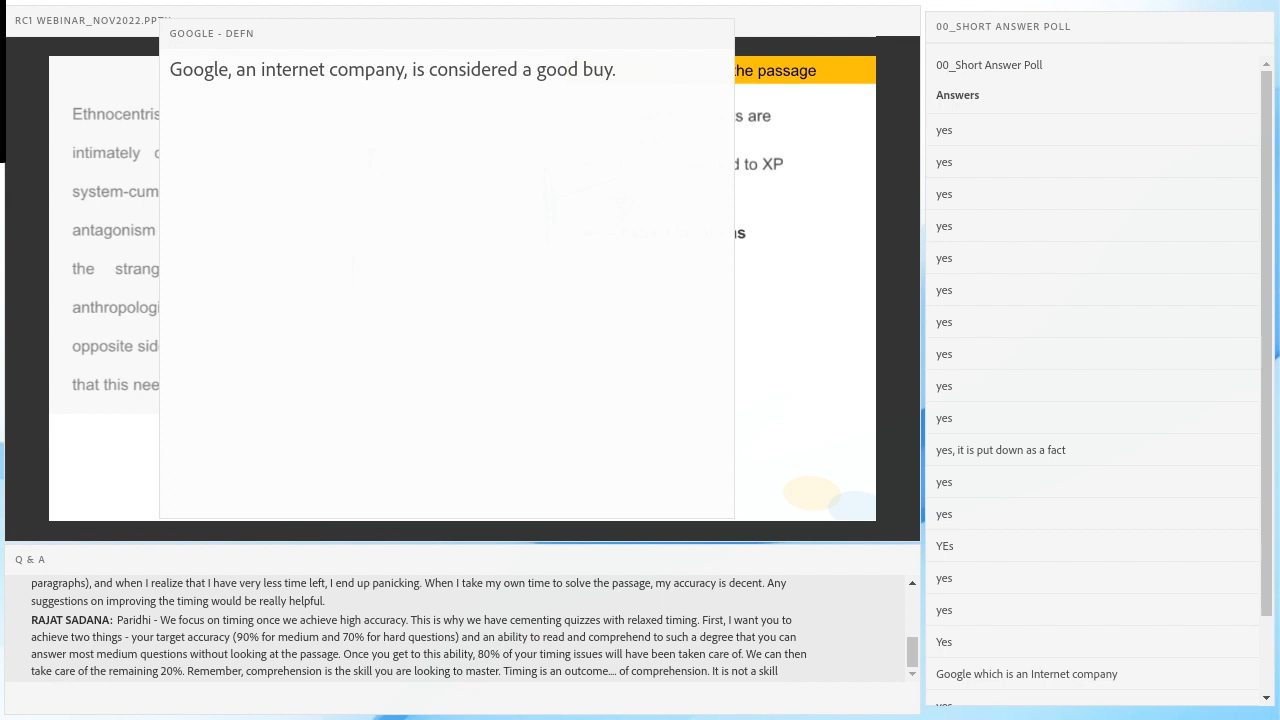 RC1 WEBINAR_NOV2022.PPTX
GOOGLE - DEFN
Google, an internet company, is considered a good buy.
the passage
Ethnocentris
intimately
system-cum
antagonism
the strang
anthropologi
opposite sid
that this nee
s are
d to XP
ns
Q & A
paragraphs), and when I realize that I have very less time left, I end up panicking. When I take my own time to solve the passage, my accuracy is decent. Any
suggestions on improving the timing would be really helpful.
RAJAT SADANA: Paridhi - We focus on timing once we achieve high accuracy. This is why we have cementing quizzes with relaxed timing. First, I want you to
achieve two things - your target accuracy (90% for medium and 70% for hard questions) and an ability to read and comprehend to such a degree that you can
answer most medium questions without looking at the passage. Once you get to this ability, 80% of your timing issues will have been taken care of. We can then
take care of the remaining 20%. Remember, comprehension is the skill you are looking to master. Timing is an outcome.... of comprehension. It is not a skill
00_SHORT ANSWER POLL
00_Short Answer Poll
Answers
yes
yes
yes
yes
yes
yes
yes
yes
yes
yes
yes, it is put down as a fact
yes
yes
YEs
yes
yes
Yes
Google which is an Internet company
yes